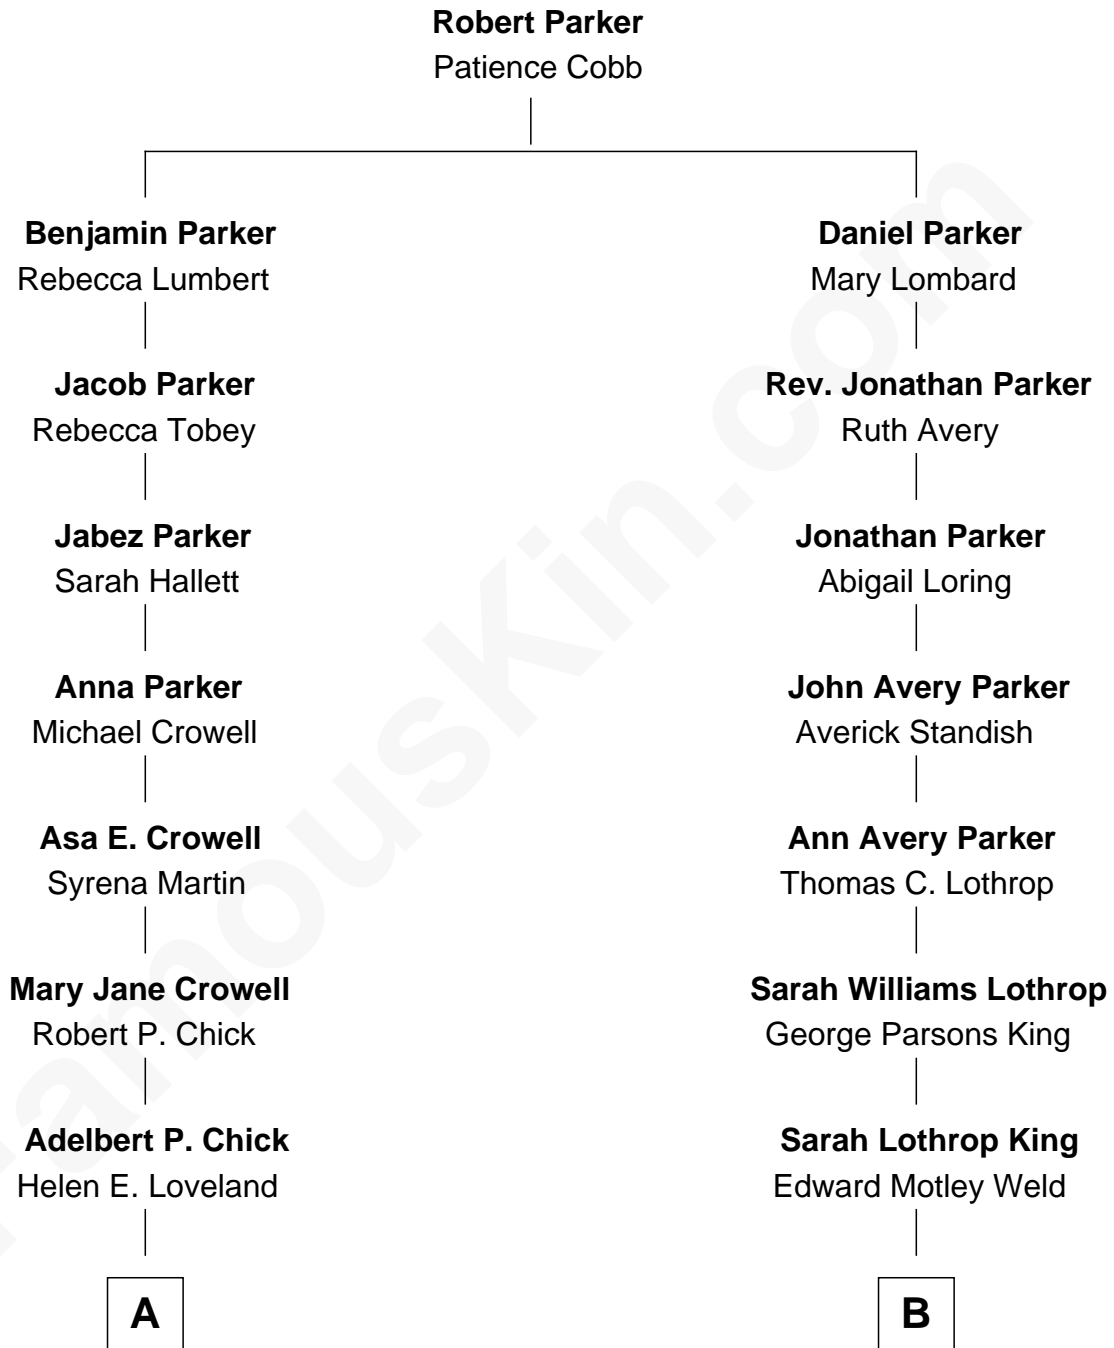 Robert Parker
Patience Cobb
Benjamin Parker
Rebecca Lumbert
Jacob Parker
Rebecca Tobey
Jabez Parker
Sarah Hallett
Anna Parker
Michael Crowell
Asa E. Crowell
Syrena Martin
Mary Jane Crowell
Robert P. Chick
Adelbert P. Chick
Helen E. Loveland
A
Daniel Parker
Mary Lombard
Rev. Jonathan Parker
Ruth Avery
Jonathan Parker
Abigail Loring
John Avery Parker
Averick Standish
Ann Avery Parker
Thomas C. Lothrop
Sarah Williams Lothrop
George Parsons King
Sarah Lothrop King
Edward Motley Weld
B
FamousKin.com